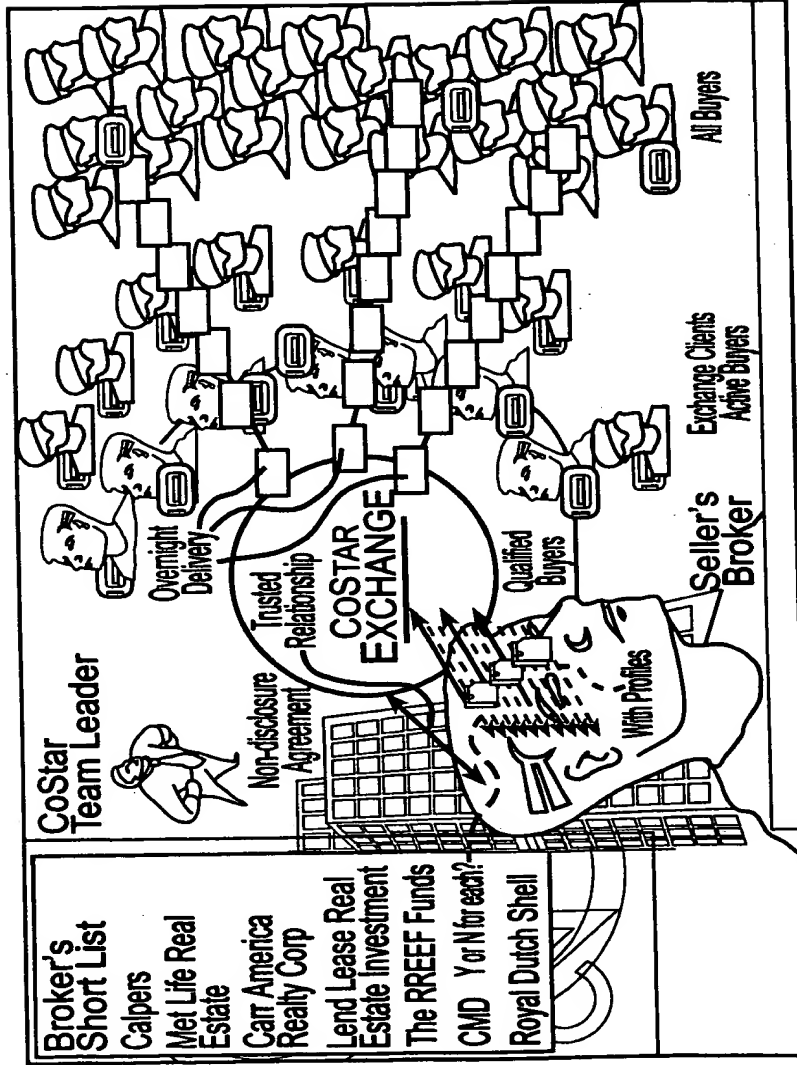 Broker's
Short List
Calpers
Met Life Real
Estate
Carr America
Realty Corp
Lend Lease Real
Estate Investment
The RREEF Funds
CMD Y or N for each?
Royal Dutch Shell
CoStar
Team Leader
Non-disclosure
Agreement
Overnight
Delivery
Trusted
Relationship
COSTAR
EXCHANGE
Qualified
Buyers
With Profiles
Seller's
Broker
Exchange Clients
Active Buyers
All Buyers